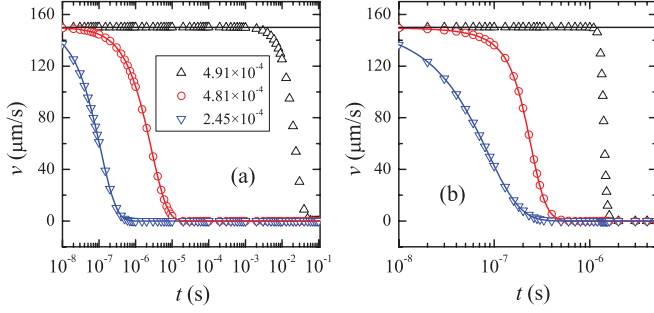 160
120
80
40
0
v (μm/s)
4.91×10⁻⁴
4.81×10⁻⁴
2.45×10⁻⁴
(a)
10⁻⁸ 10⁻⁷ 10⁻⁶ 10⁻⁵ 10⁻⁴ 10⁻³ 10⁻² 10⁻¹
t (s)
160
120
80
40
0
v (μm/s)
(b)
10⁻⁸ 10⁻⁷ 10⁻⁶
t (s)